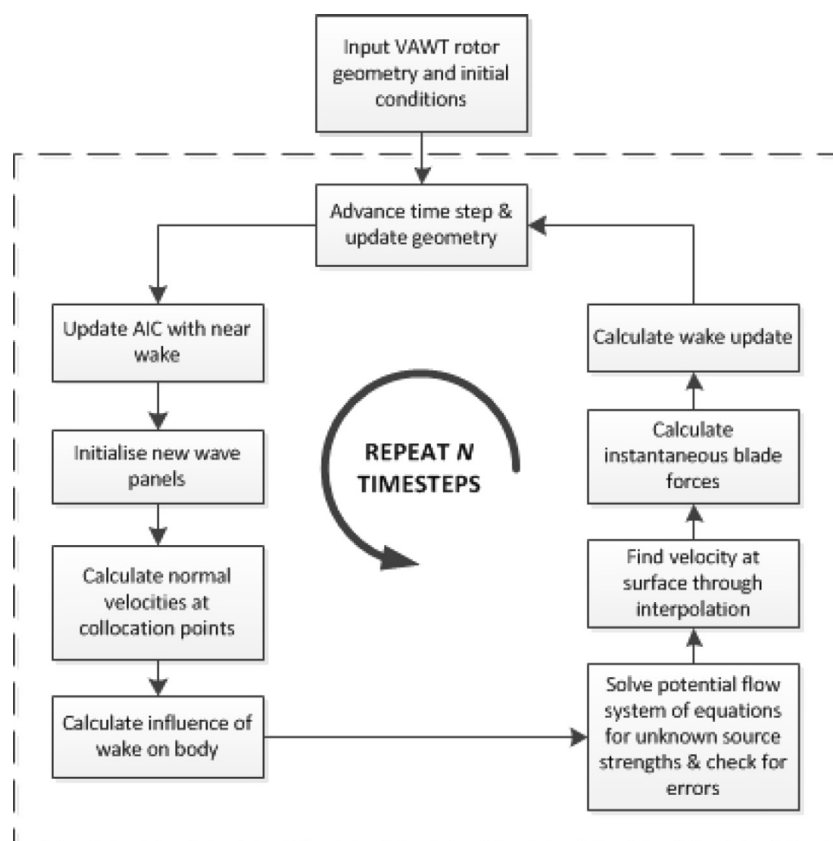 Input VAWT rotor
geometry and initial
conditions
Advance time step &
update geometry
Update AIC with near
wake
Initialise new wave
panels
Calculate normal
velocities at
collocation points
Calculate influence of
wake on body
Solve potential flow
system of equations
for unknown source
strengths & check for
errors
Find velocity at
surface through
interpolation
Calculate
instantaneous blade
forces
Calculate wake update
REPEAT N
TIMESTEPS